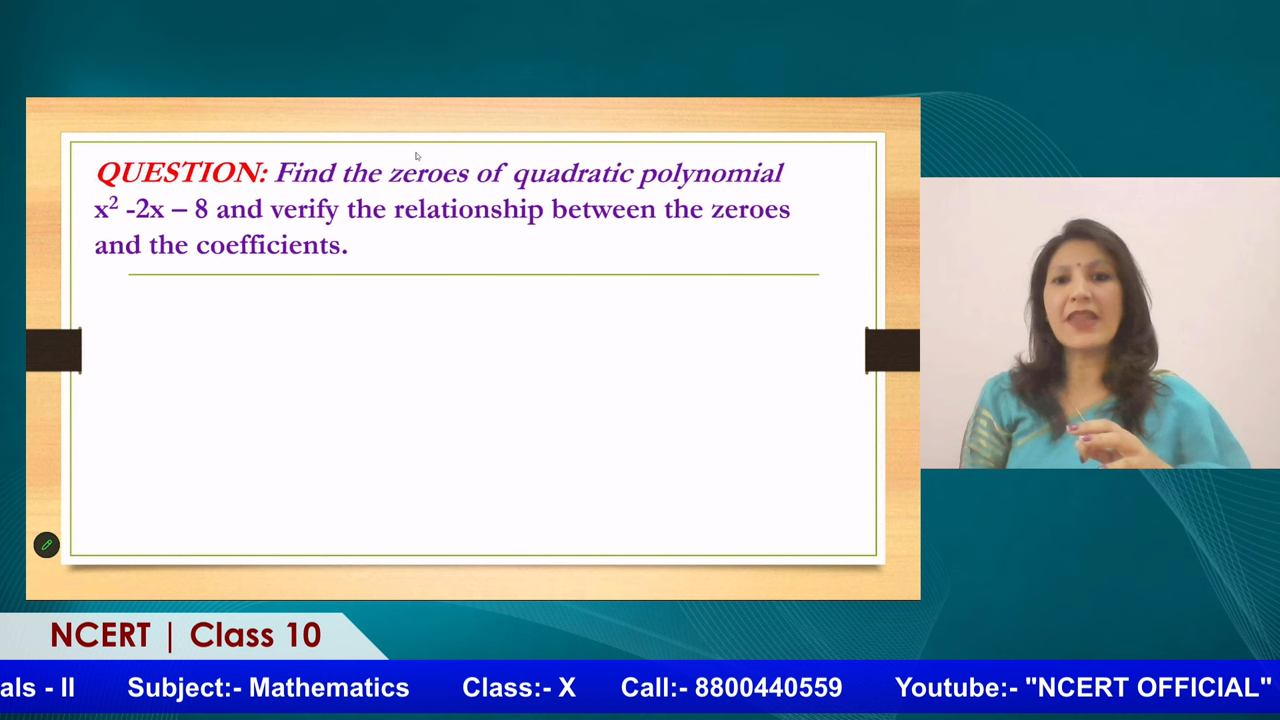 QUESTION: Find the zeroes of quadratic polynomial
x² -2x – 8 and verify the relationship between the zeroes
and the coefficients.
NCERT | Class 10
als - II Subject:- Mathematics Class:- X Call:- 8800440559 Youtube:- "NCERT OFFICIAL"